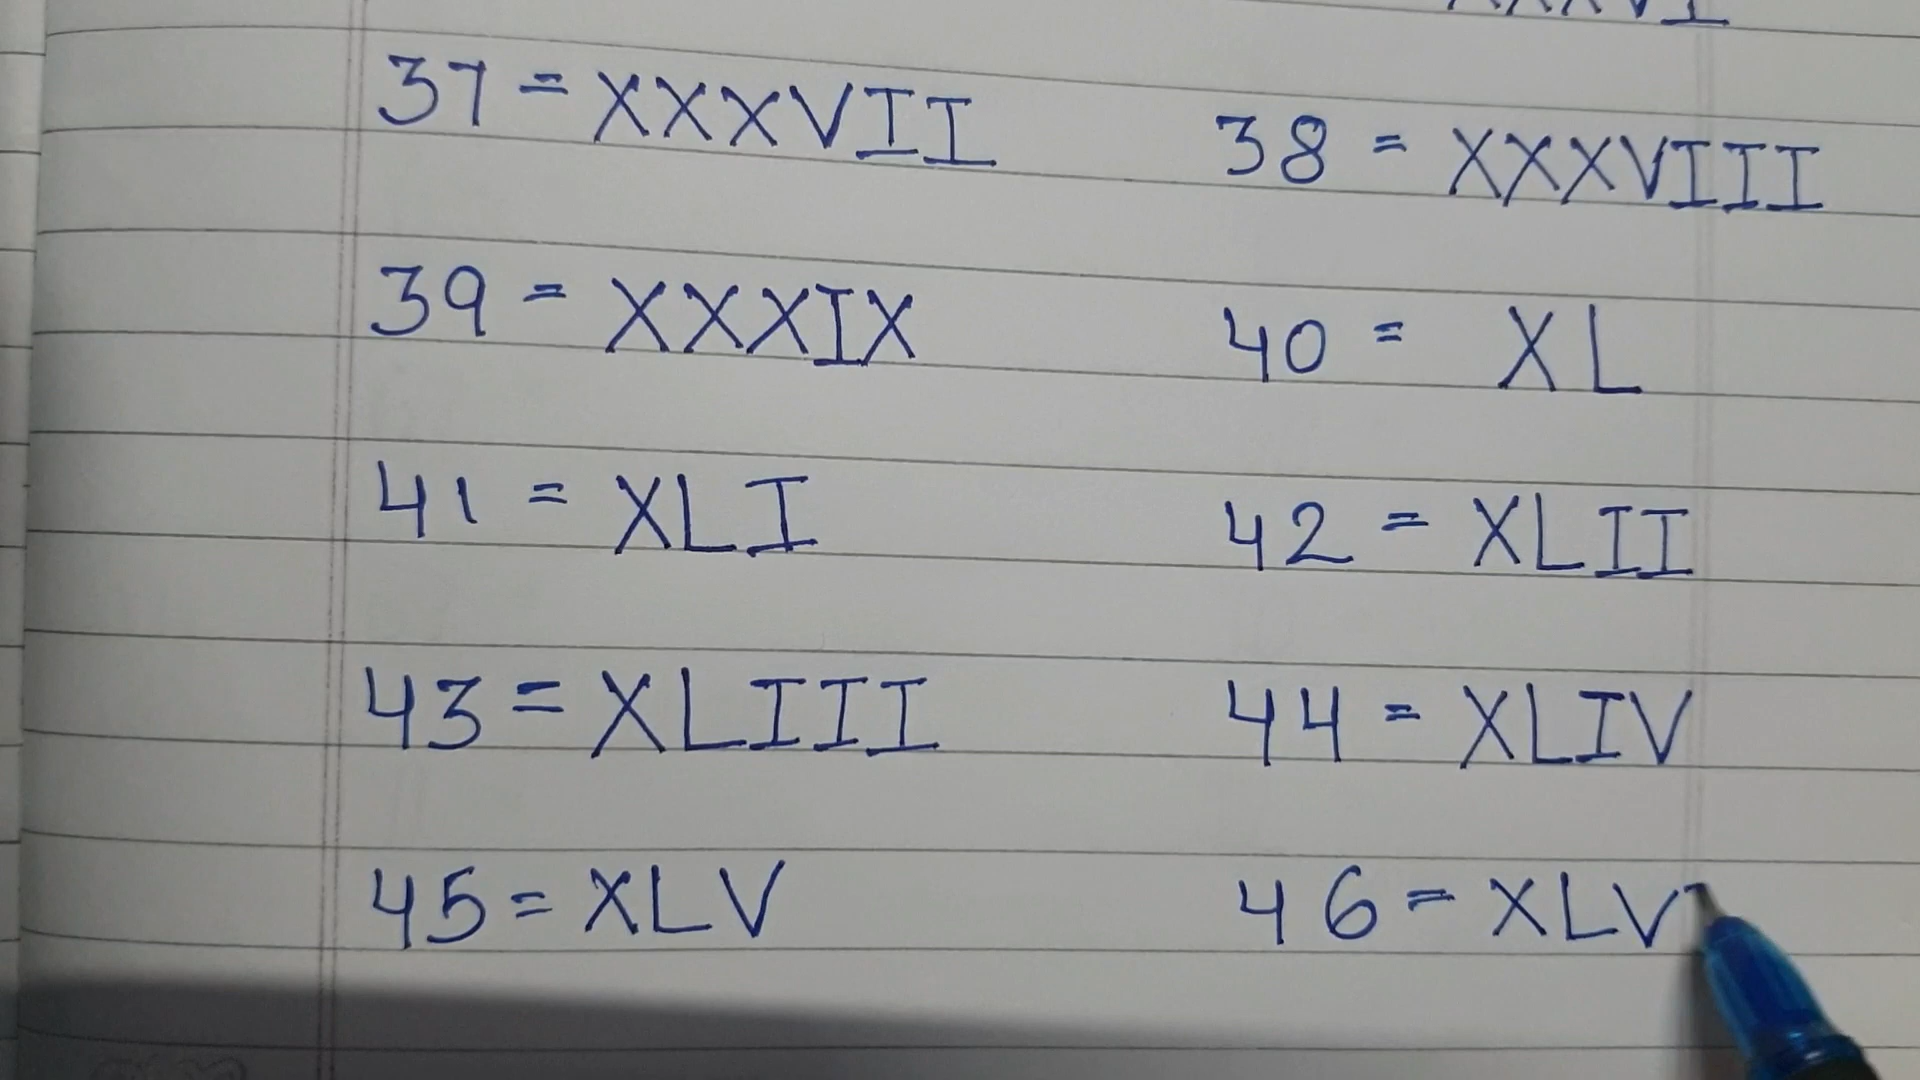 XXXVI
37 = XXXVII 38 = XXXVIII
39 = XXXIX 40 = XL
41 = XLI 42 = XLII
43 = XLIII 44 = XLIV
45 = XLV 46 = XLV